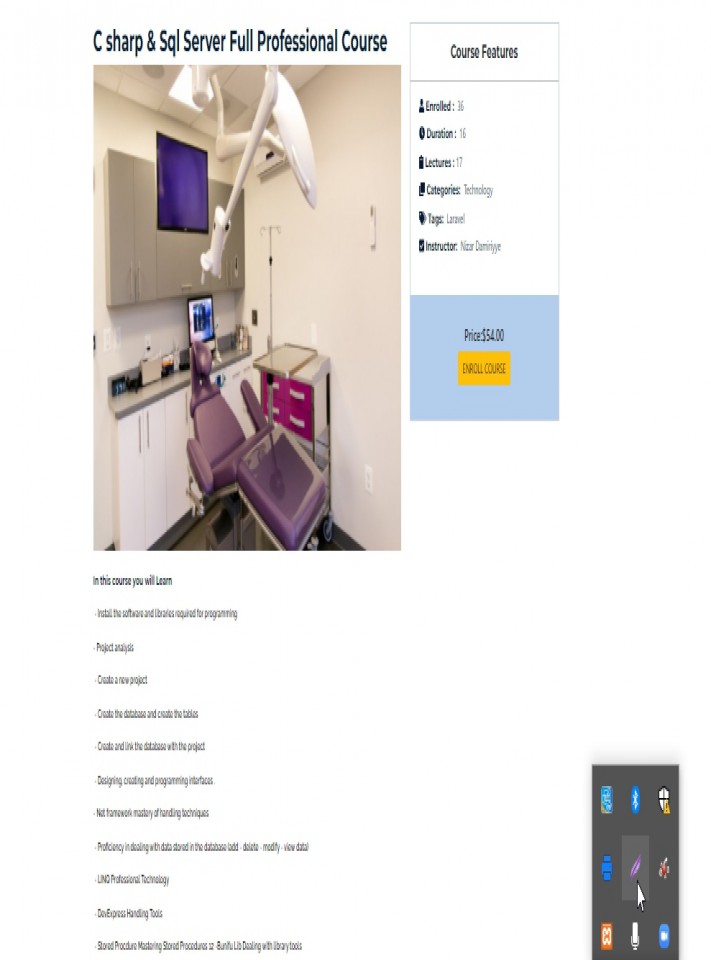 C sharp & Sql Server Full Professional Course
Course Features
Enrolled : 36
Duration : 16
Lectures : 17
Categories: Technology
Tags: Laravel
Instructor: Nizar Damiriyye
Price:$54.00
ENROLL COURSE
In this course you will Learn
- Install the software and libraries required for programming
- Project analysis
- Create a new project
- Create the database and create the tables
- Create and link the database with the project
- Designing, creating and programming interfaces .
- Net framework mastery of handling techniques
- Proficiency in dealing with data stored in the database (add - delete - modify - view data)
- LINQ Professional Technology
- DevExpress Handling Tools
- Stored Procdure Mastering Stored Procedures 12 -Bunifu Lib Dealing with library tools